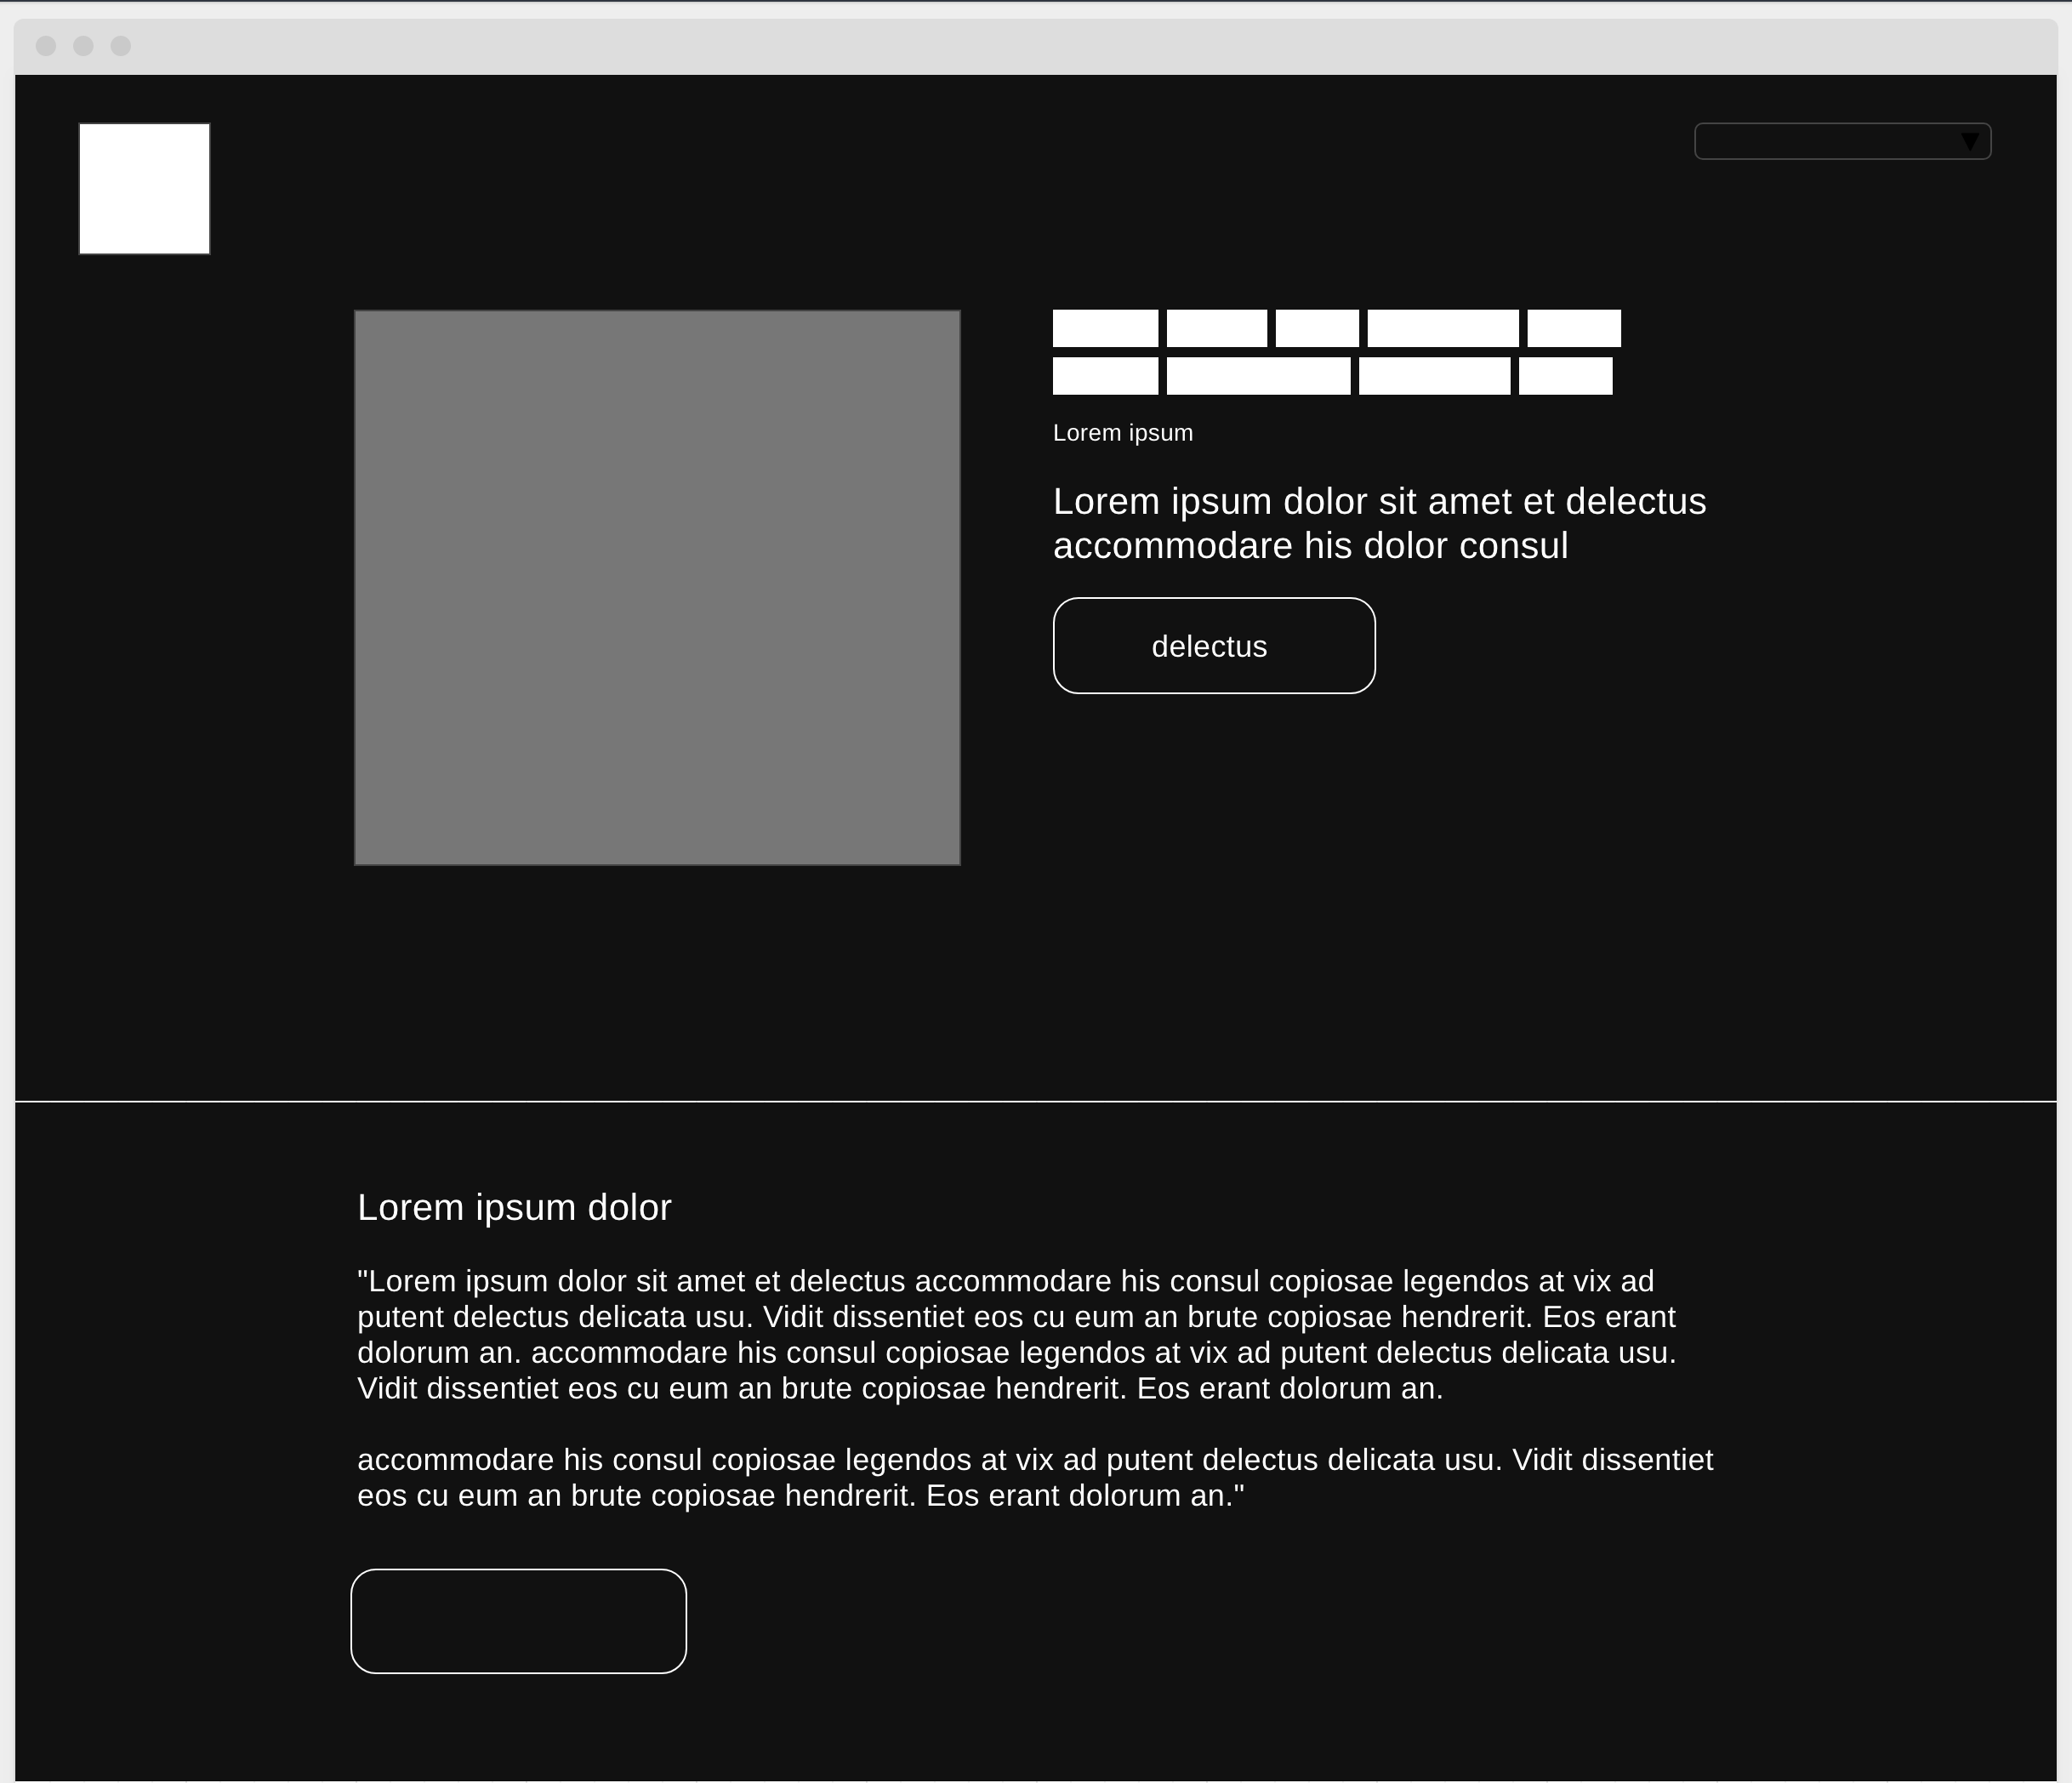 Lorem ipsum
Lorem ipsum dolor sit amet et delectus
accommodare his dolor consul
delectus
Lorem ipsum dolor
"Lorem ipsum dolor sit amet et delectus accommodare his consul copiosae legendos at vix ad
putent delectus delicata usu. Vidit dissentiet eos cu eum an brute copiosae hendrerit. Eos erant
dolorum an. accommodare his consul copiosae legendos at vix ad putent delectus delicata usu.
Vidit dissentiet eos cu eum an brute copiosae hendrerit. Eos erant dolorum an.
accommodare his consul copiosae legendos at vix ad putent delectus delicata usu. Vidit dissentiet
eos cu eum an brute copiosae hendrerit. Eos erant dolorum an."